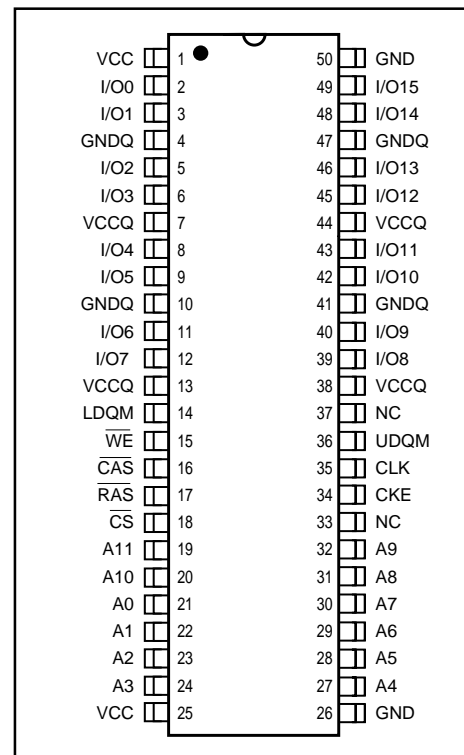 VCC 1 50 GND
I/O0 2 49 I/O15
I/O1 3 48 I/O14
GNDQ 4 47 GNDQ
I/O2 5 46 I/O13
I/O3 6 45 I/O12
VCCQ 7 44 VCCQ
I/O4 8 43 I/O11
I/O5 9 42 I/O10
GNDQ 10 41 GNDQ
I/O6 11 40 I/O9
I/O7 12 39 I/O8
VCCQ 13 38 VCCQ
LDQM 14 37 NC
W̅E̅ 15 36 UDQM
C̅A̅S̅ 16 35 CLK
R̅A̅S̅ 17 34 CKE
C̅S̅ 18 33 NC
A11 19 32 A9
A10 20 31 A8
A0 21 30 A7
A1 22 29 A6
A2 23 28 A5
A3 24 27 A4
VCC 25 26 GND